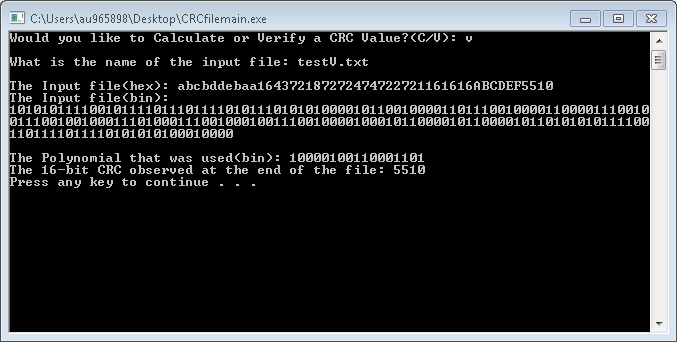 C:\Users\au965898\Desktop\CRCfilemain.exe
Would you like to Calculate or Verify a CRC Value?(C/V): v
What is the name of the input file: testV.txt
The Input file(hex): abcbddebaa164372187272474722721161616ABCDEF5510
The Input file(bin):
10101011110010111101110111101011101010100001011001000011011100100001100001110010
01110010010001110100011100100010011100100001000101100001011000010110101010111100
1101111011110101010100010000
The Polynomial that was used(bin): 10000100110001101
The 16-bit CRC observed at the end of the file: 5510
Press any key to continue . . .